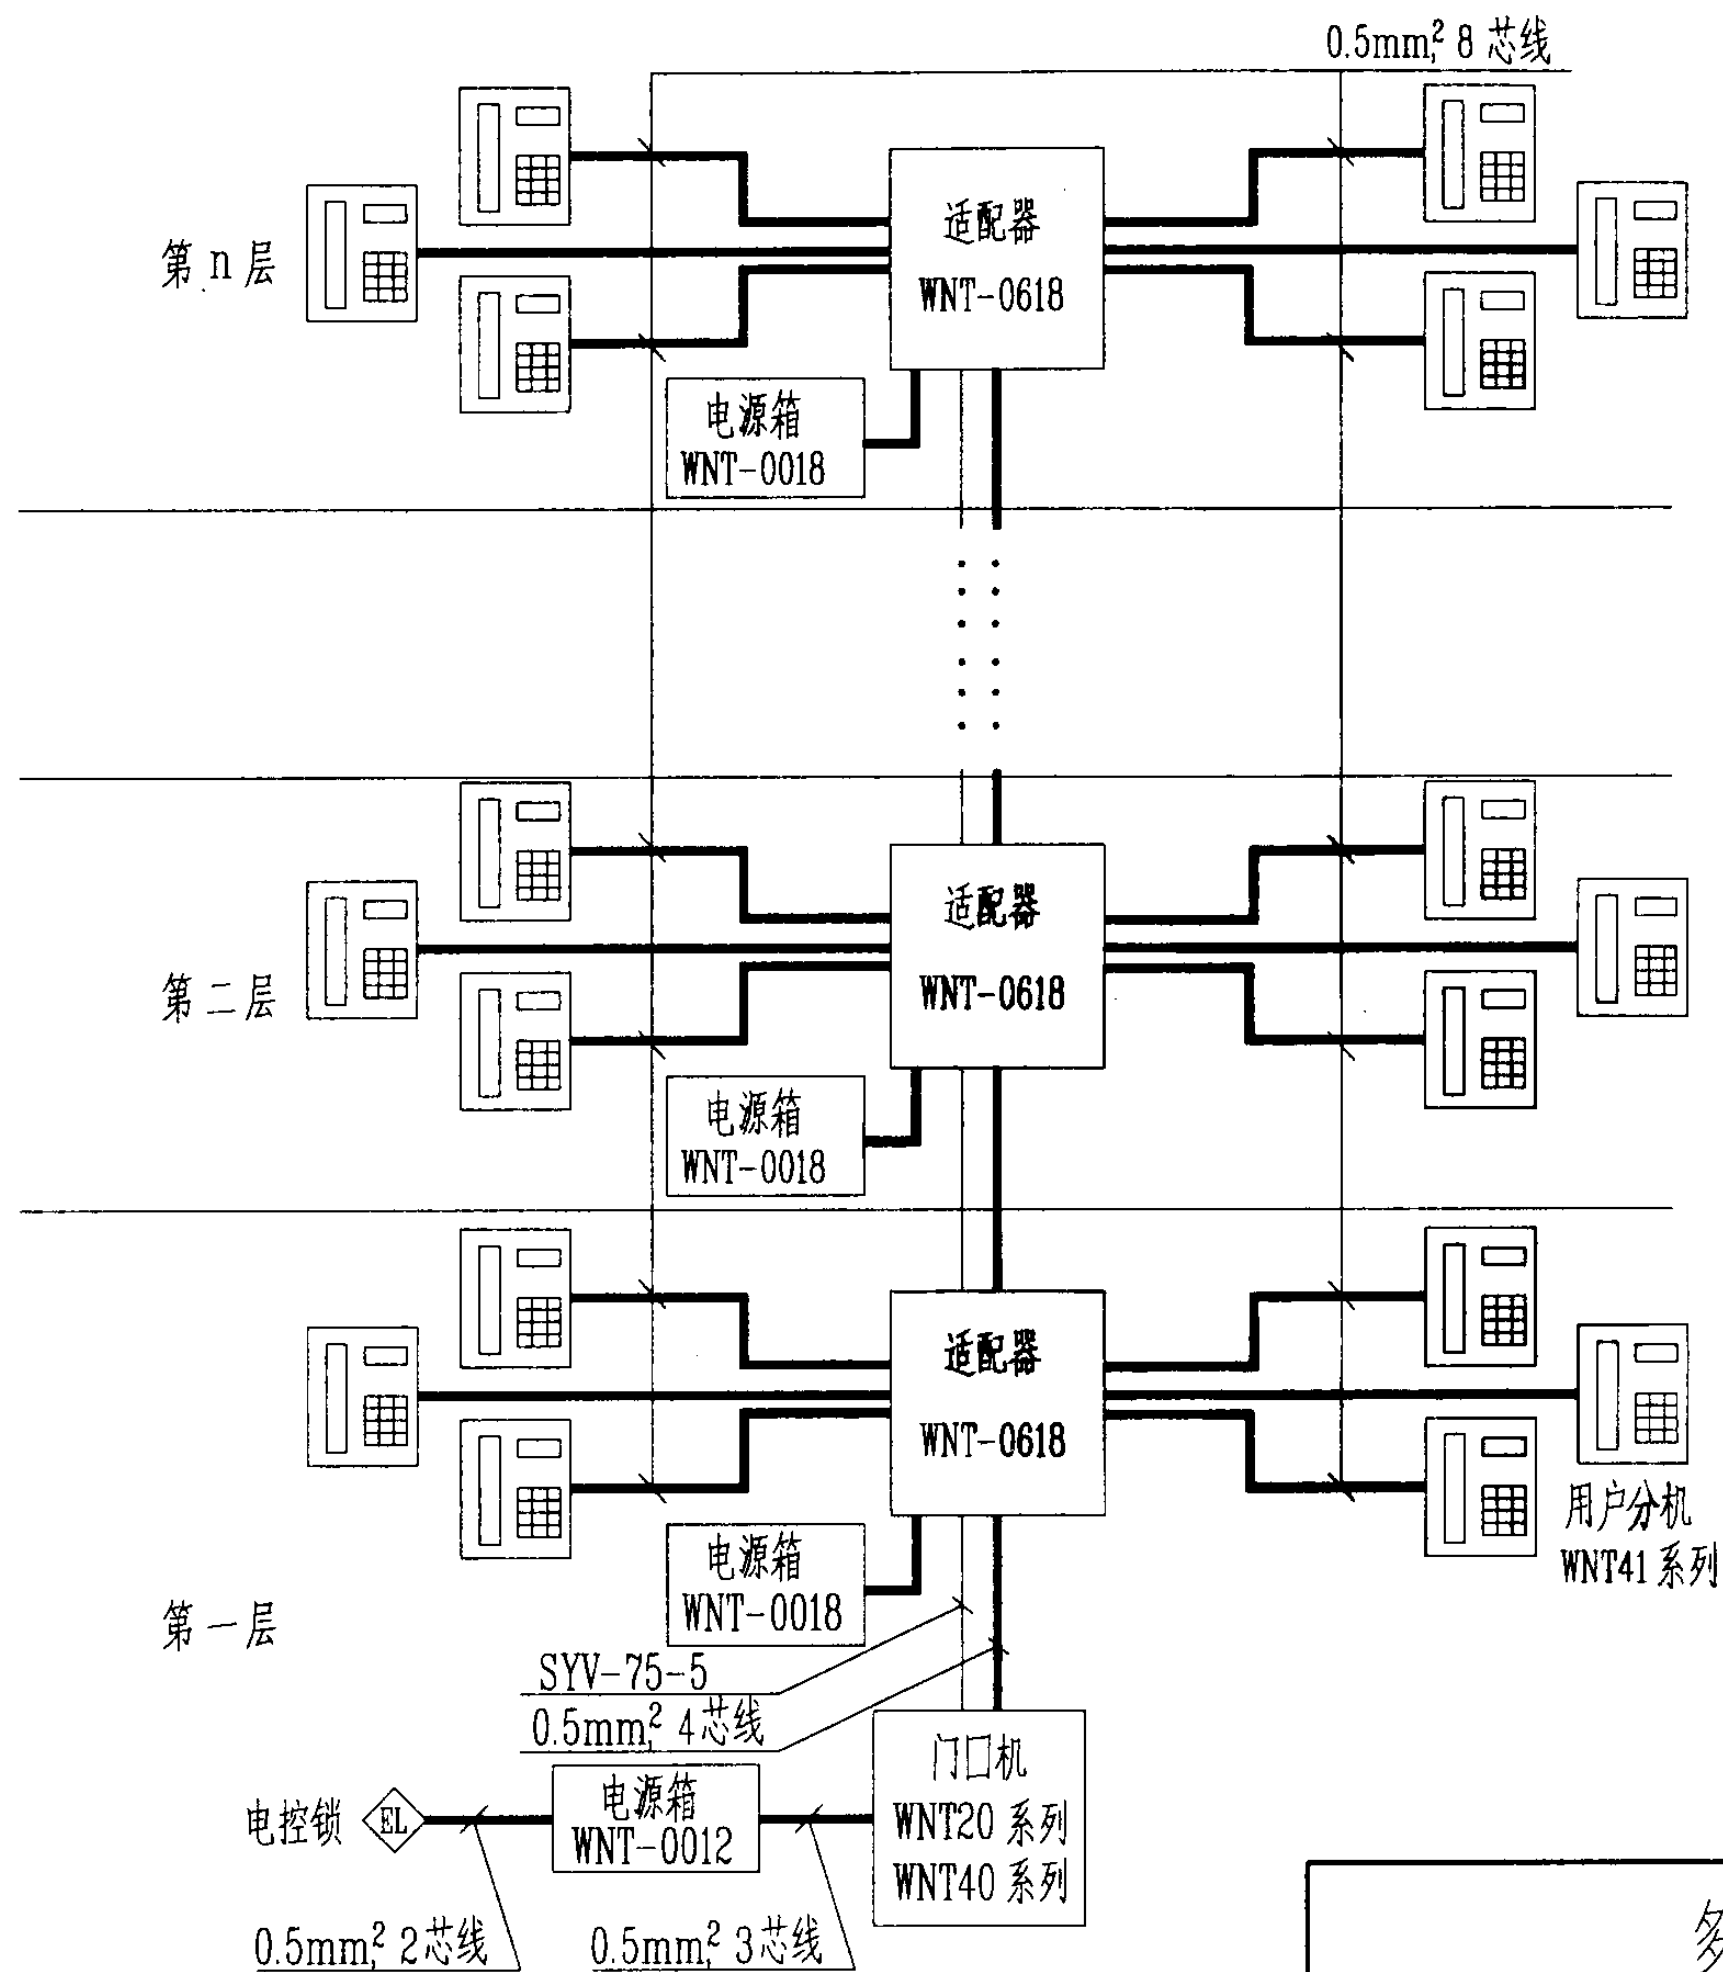 0.5mm², 8 芯线
适配器
第 n 层
WNT-0618
电源箱
WNT-0018
适配器
第二层
WNT-0618
电源箱
WNT-0018
适配器
WNT-0618
用户分机
WNT41 系列
电源箱
WNT-0018
第一层
SYV-75-5
0.5mm², 4芯线
门口机
WNT20 系列
WNT40 系列
电控锁
EL
电源箱
WNT-0012
0.5mm², 2芯线
0.5mm², 3芯线
多